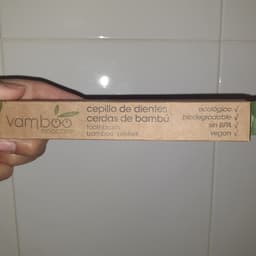 vamboo
cepillo de dientes
cerdas de bambú
toothbrush
bamboo bristles
ecológico ✓
biodegradable ✓
sin BPA ✓
vegan ✓